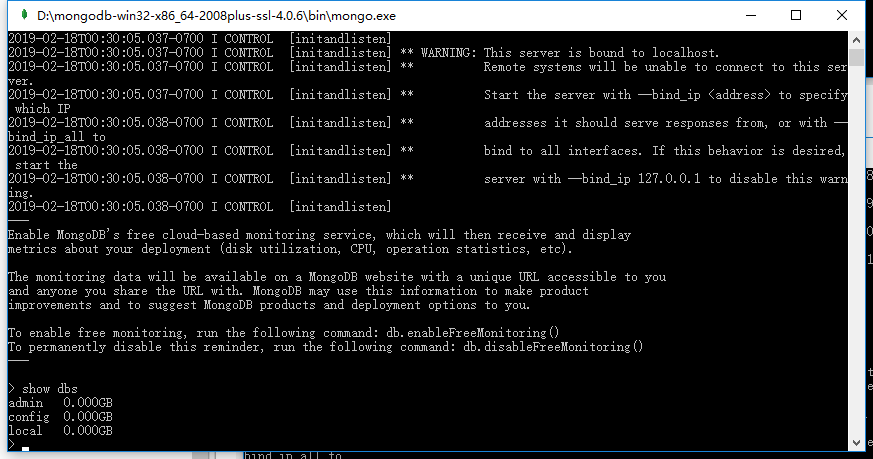 D:\mongodb-win32-x86_64-2008plus-ssl-4.0.6\bin\mongo.exe
2019-02-18T00:30:05.037-0700 I CONTROL  [initandlisten]
2019-02-18T00:30:05.037-0700 I CONTROL  [initandlisten] ** WARNING: This server is bound to localhost.
2019-02-18T00:30:05.037-0700 I CONTROL  [initandlisten] **          Remote systems will be unable to connect to this ser
ver.
2019-02-18T00:30:05.037-0700 I CONTROL  [initandlisten] **          Start the server with --bind_ip <address> to specify
 which IP
2019-02-18T00:30:05.038-0700 I CONTROL  [initandlisten] **          addresses it should serve responses from, or with --
bind_ip_all to
2019-02-18T00:30:05.038-0700 I CONTROL  [initandlisten] **          bind to all interfaces. If this behavior is desired,
 start the
2019-02-18T00:30:05.038-0700 I CONTROL  [initandlisten] **          server with --bind_ip 127.0.0.1 to disable this warn
ing.
2019-02-18T00:30:05.038-0700 I CONTROL  [initandlisten]
---
Enable MongoDB's free cloud-based monitoring service, which will then receive and display
metrics about your deployment (disk utilization, CPU, operation statistics, etc).
The monitoring data will be available on a MongoDB website with a unique URL accessible to you
and anyone you share the URL with. MongoDB may use this information to make product
improvements and to suggest MongoDB products and deployment options to you.
To enable free monitoring, run the following command: db.enableFreeMonitoring()
To permanently disable this reminder, run the following command: db.disableFreeMonitoring()
---
> show dbs
admin   0.000GB
config  0.000GB
local   0.000GB
>
bind_ip_all to